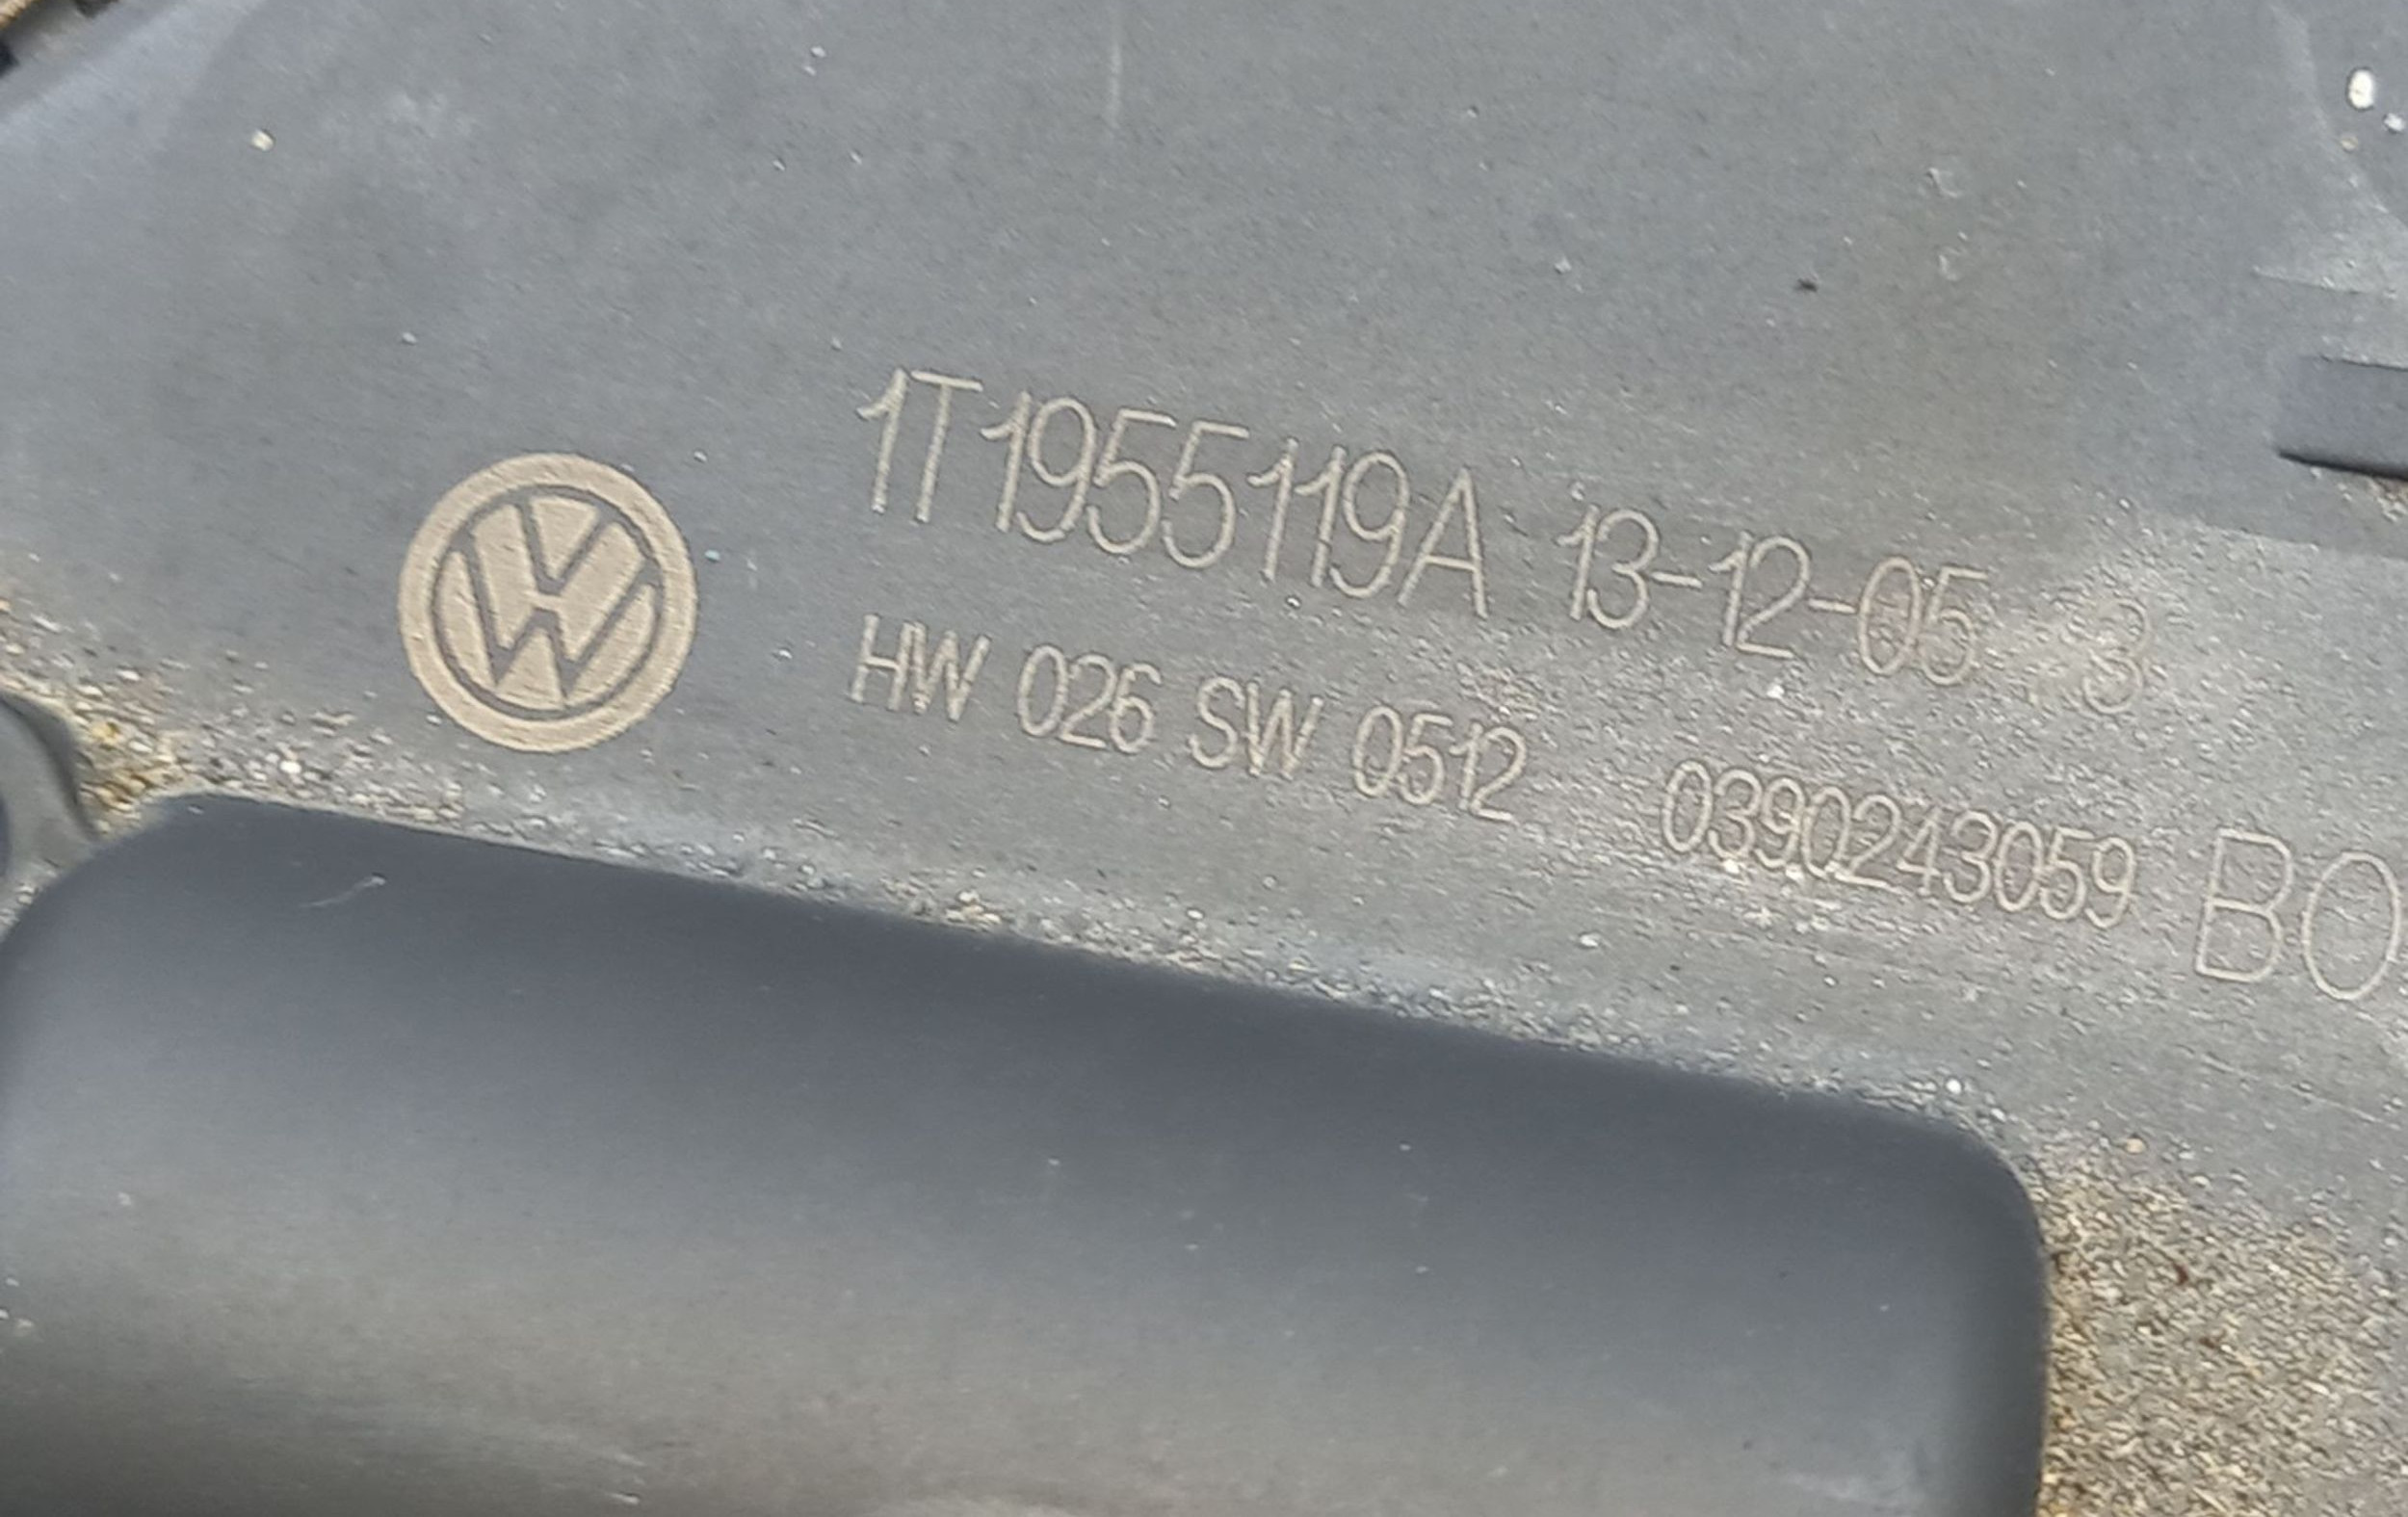 1T1955119A 13-12-05 3
HW 026 SW 0512 0390243059 BO